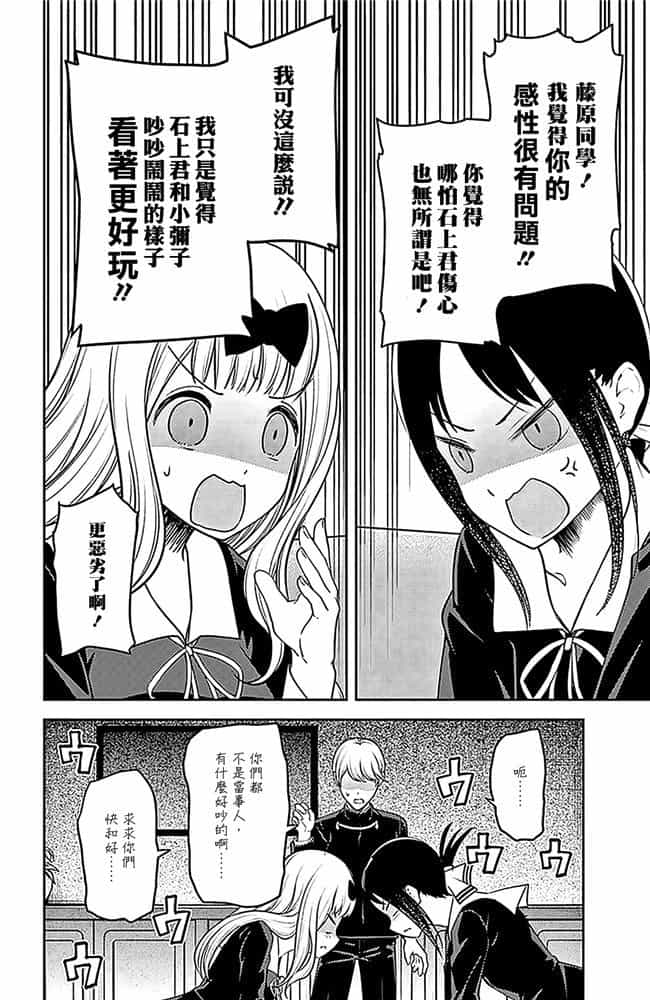 藤原同學！
我覺得你的
感性很有問題！！
你覺得
哪怕石上君傷心
也無所謂是吧！
我可沒這麼說！！
我只是覺得
石上君和小彌子
吵吵鬧鬧的樣子
看著更好玩！！
更惡劣了啊！
呃……
ウ
ウ
你們都
不是當事人，
有什麼好吵的啊……
求求你們
快和好……
ウ
ウ
ウ
ウ